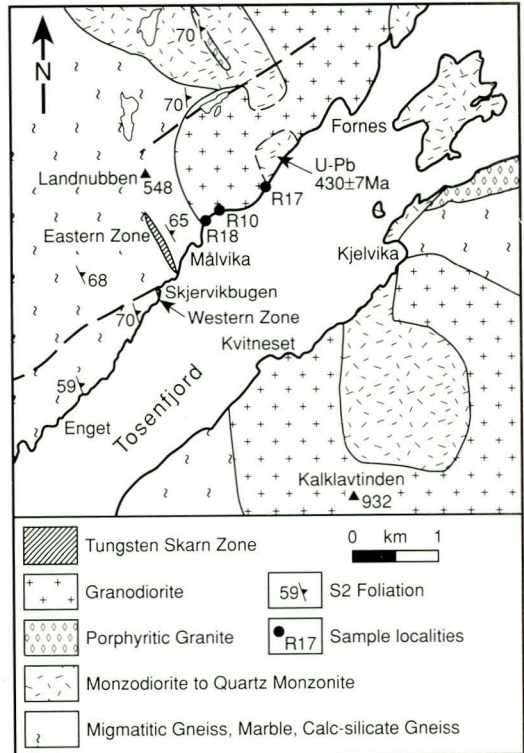 70
N
70
Fornes
U-Pb
430±7Ma
Landnubben
548
R17
65
R10
Eastern Zone
R18
Målvika
Kjelvika
68
Skjervikbugen
70
Western Zone
Kvitneset
59
Tosenfjord
Enget
Kalklavtinden
932
0 km 1
Tungsten Skarn Zone
Granodiorite
59 S2 Foliation
Porphyritic Granite
R17 Sample localities
Monzodiorite to Quartz Monzonite
Migmatitic Gneiss, Marble, Calc-silicate Gneiss